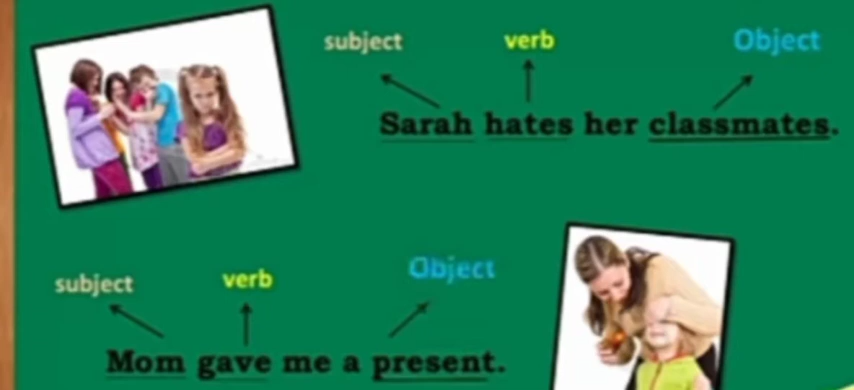 subject verb Object
Sarah hates her classmates.
subject verb Object
Mom gave me a present.